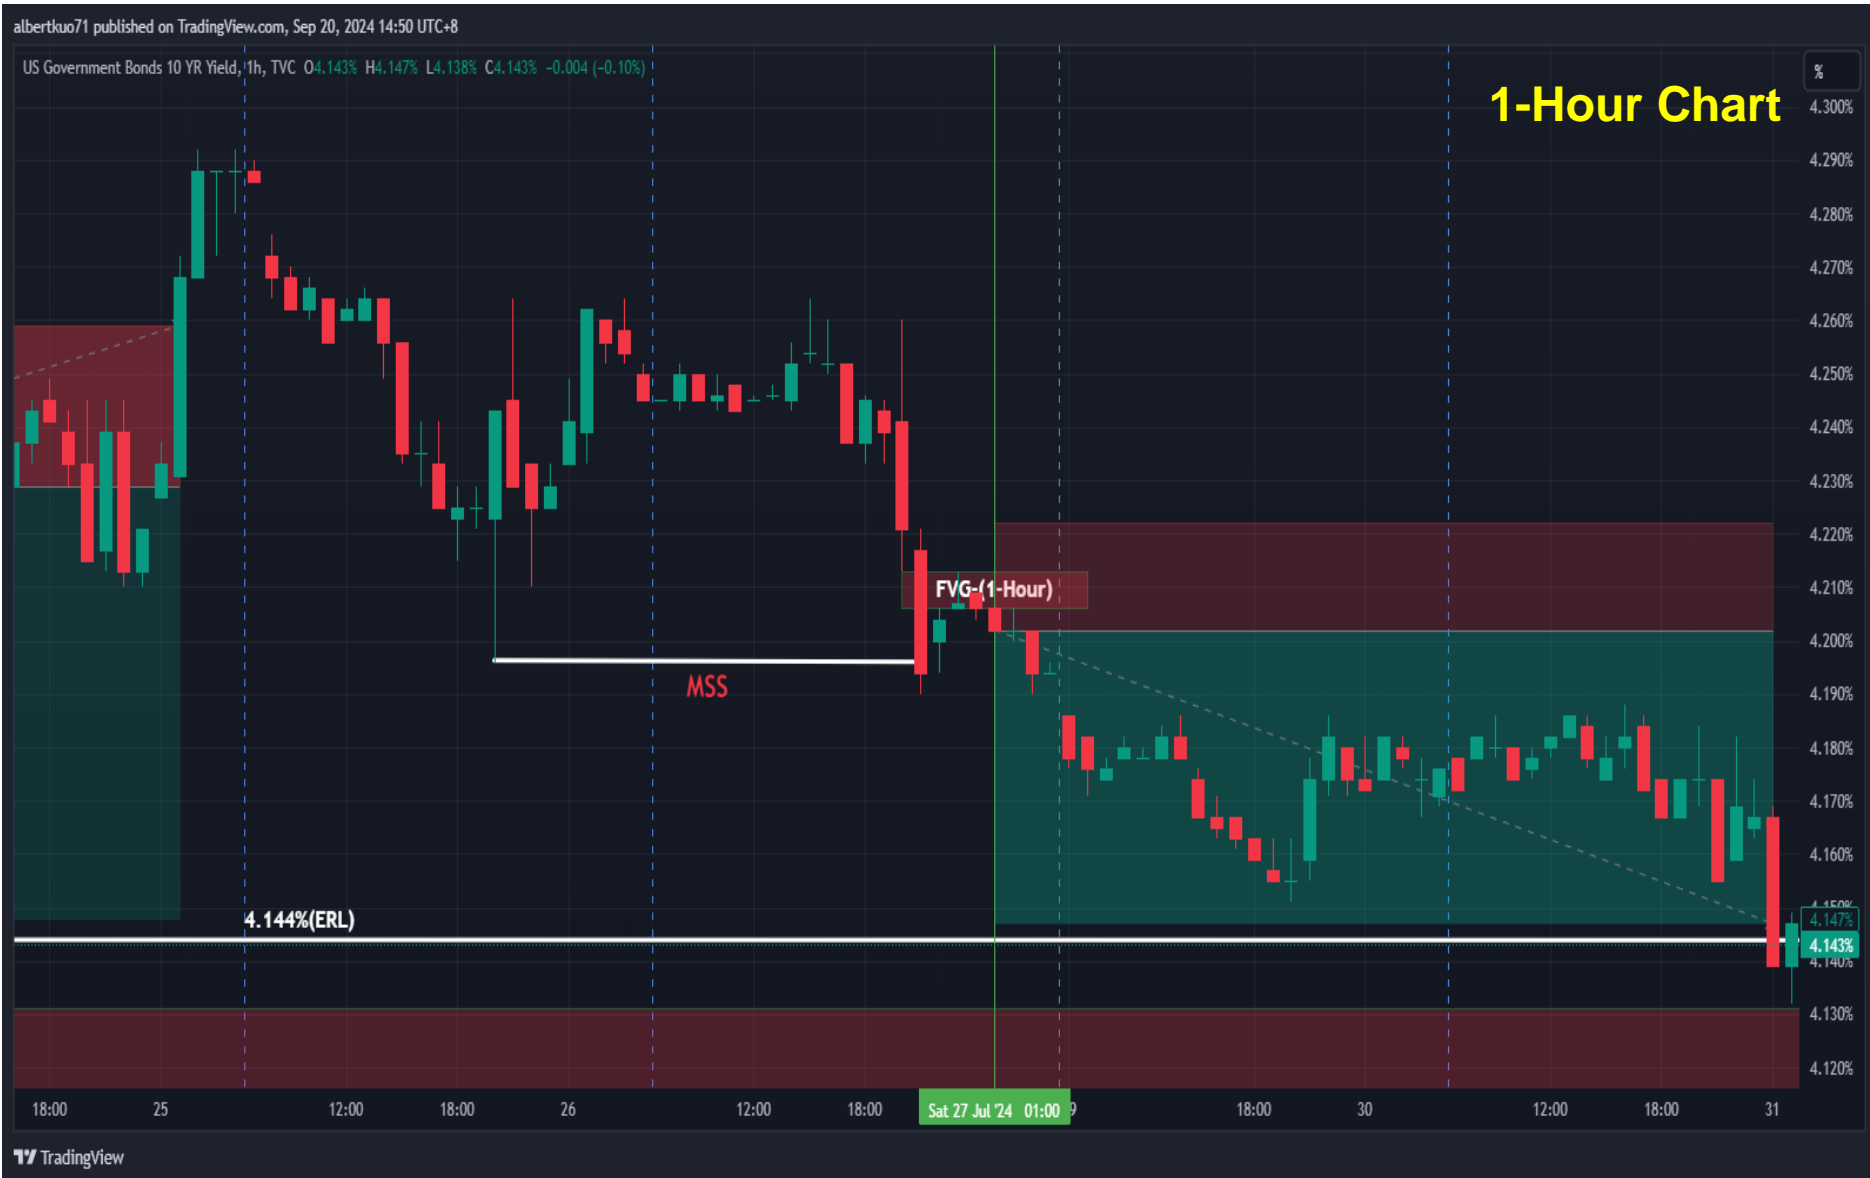 albertkuo71 published on TradingView.com, Sep 20, 2024 14:50 UTC+8
US Government Bonds 10 YR Yield, 1h, TVC O4.143% H4.147% L4.138% C4.143% −0.004 (−0.10%)
%
1-Hour Chart
4.300%
4.290%
4.280%
4.270%
4.260%
4.250%
4.240%
4.230%
4.220%
4.210%
FVG-(1-Hour)
4.200%
MSS
4.190%
4.180%
4.170%
4.160%
4.150%
4.144%(ERL)
4.147%
4.143%
4.140%
4.130%
4.120%
18:00 25 12:00 18:00 26 12:00 18:00 Sat 27 Jul '24 01:00 9 18:00 30 12:00 18:00 31
TradingView